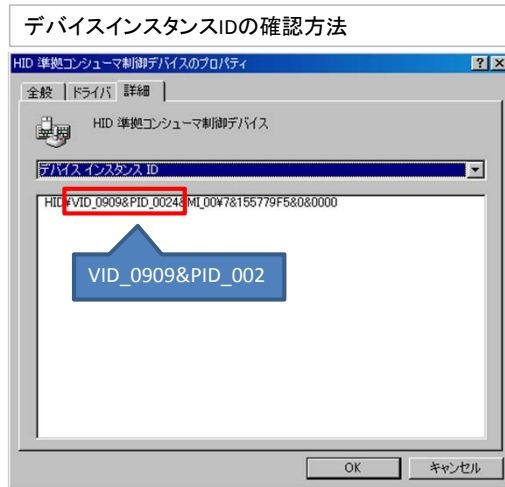 デバイスインスタンスIDの確認方法
HID 準拠コンシューマ制御デバイスのプロパティ
全般 ドライバ 詳細
HID 準拠コンシューマ制御デバイス
デバイス インスタンス ID
HID¥VID_0909&PID_0024&MI_00¥7&155779F5&0&0000
VID_0909&PID_002
OK キャンセル